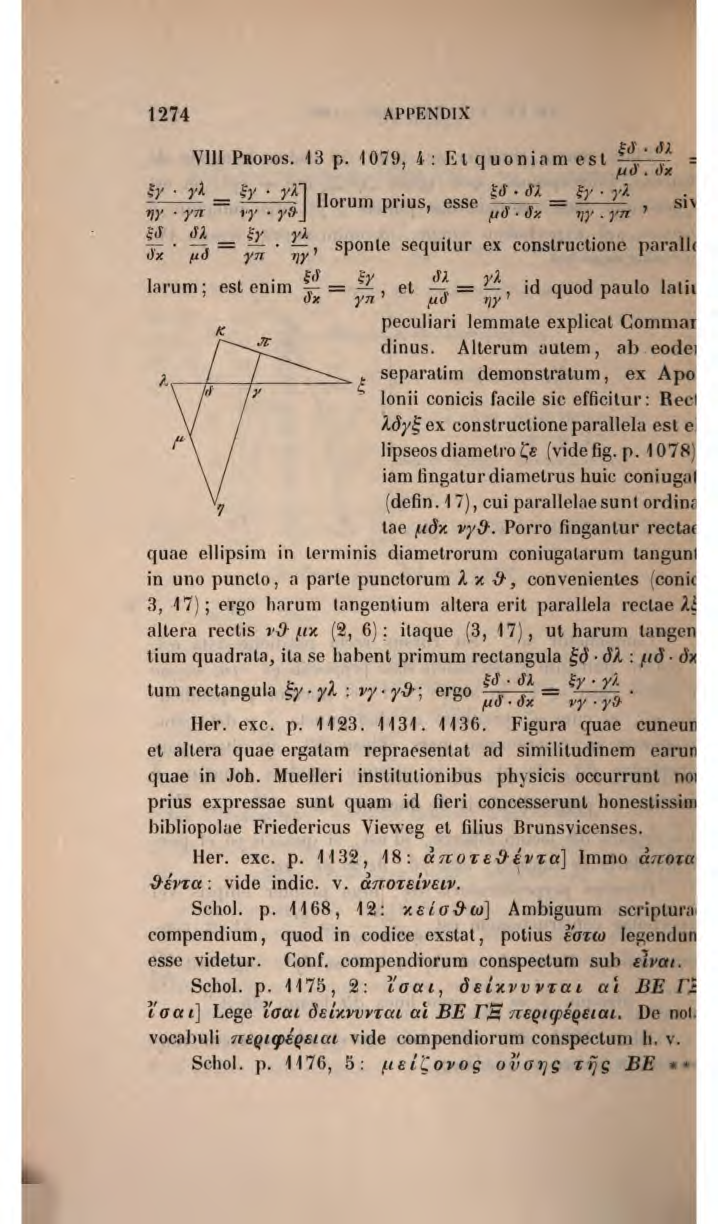 1274 APPENDIX
VIII Propos. 13 p. 1079, 4 : Et quoniam est ξδ · δλ / μδ . δϰ =
ξγ · γλ / ηγ · γπ = ξγ · γλ / νγ · γϑ] Horum prius, esse ξδ · δλ / μδ · δϰ = ξγ · γλ / ηγ . γπ , siv
ξδ / δϰ · δλ / μδ = ξγ / γπ · γλ / ηγ, sponte sequitur ex constructione parall
larum; est enim ξδ / δϰ = ξγ / γπ, et δλ / μδ = γλ / ηγ, id quod paulo latiu
peculiari lemmate explicat Comman
dinus. Alterum autem, ab eode
separatim demonstratum, ex Apo
lonii conicis facile sic efficitur: Rect
λδγξ ex constructione parallela est e
lipseos diametro ζε (vide fig. p. 1078)
iam fingatur diametrus huic coniugat
(defin. 17), cui parallelae sunt ordina
tae μδϰ νγϑ. Porro fingantur rectae
κ
π
λ δ γ ξ
μ
η
quae ellipsim in terminis diametrorum coniugatarum tangunt
in uno puncto, a parte punctorum λ ϰ ϑ, convenientes (conic
3, 17); ergo harum tangentium altera erit parallela rectae λξ
altera rectis νϑ μϰ (2, 6): itaque (3, 17), ut harum tangen
tium quadrata, ita se habent primum rectangula ξδ · δλ : μδ · δϰ
tum rectangula ξγ · γλ : νγ · γϑ; ergo ξδ · δλ / μδ · δϰ = ξγ · γλ / νγ · γϑ .
Her. exc. p. 1123. 1131. 1136. Figura quae cuneum
et altera quae ergatam repraesentat ad similitudinem earum
quae in Joh. Muelleri institutionibus physicis occurrunt non
prius expressae sunt quam id fieri concesserunt honestissim
bibliopolae Friedericus Vieweg et filius Brunsvicenses.
Her. exc. p. 1132, 18: ἀποτεϑέντα] Immo ἀποτα
ϑέντα: vide indic. v. ἀποτείνειν.
Schol. p. 1168, 12: ϰείσϑω] Ambiguum scriptura
compendium, quod in codice exstat, potius ἔστω legendun
esse videtur. Conf. compendiorum conspectum sub εἶναι.
Schol. p. 1175, 2: ἴσαι, δείϰνυνται αἱ ΒΕ ΓΞ
ἴσαι] Lege ἴσαι δείϰνυνται αἱ ΒΕ ΓΞ περιφέρειαι. De not.
vocabuli περιφέρειαι vide compendiorum conspectum h. v.
Schol. p. 1176, 5: μείζονος οὔσης τῆς ΒΕ **